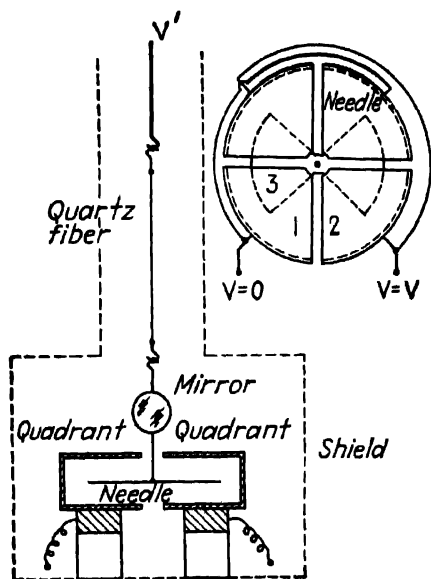 V'
Needle
3
1 2
V=0 V=V
Quartz
fiber
Mirror
Quadrant Quadrant
Shield
Needle